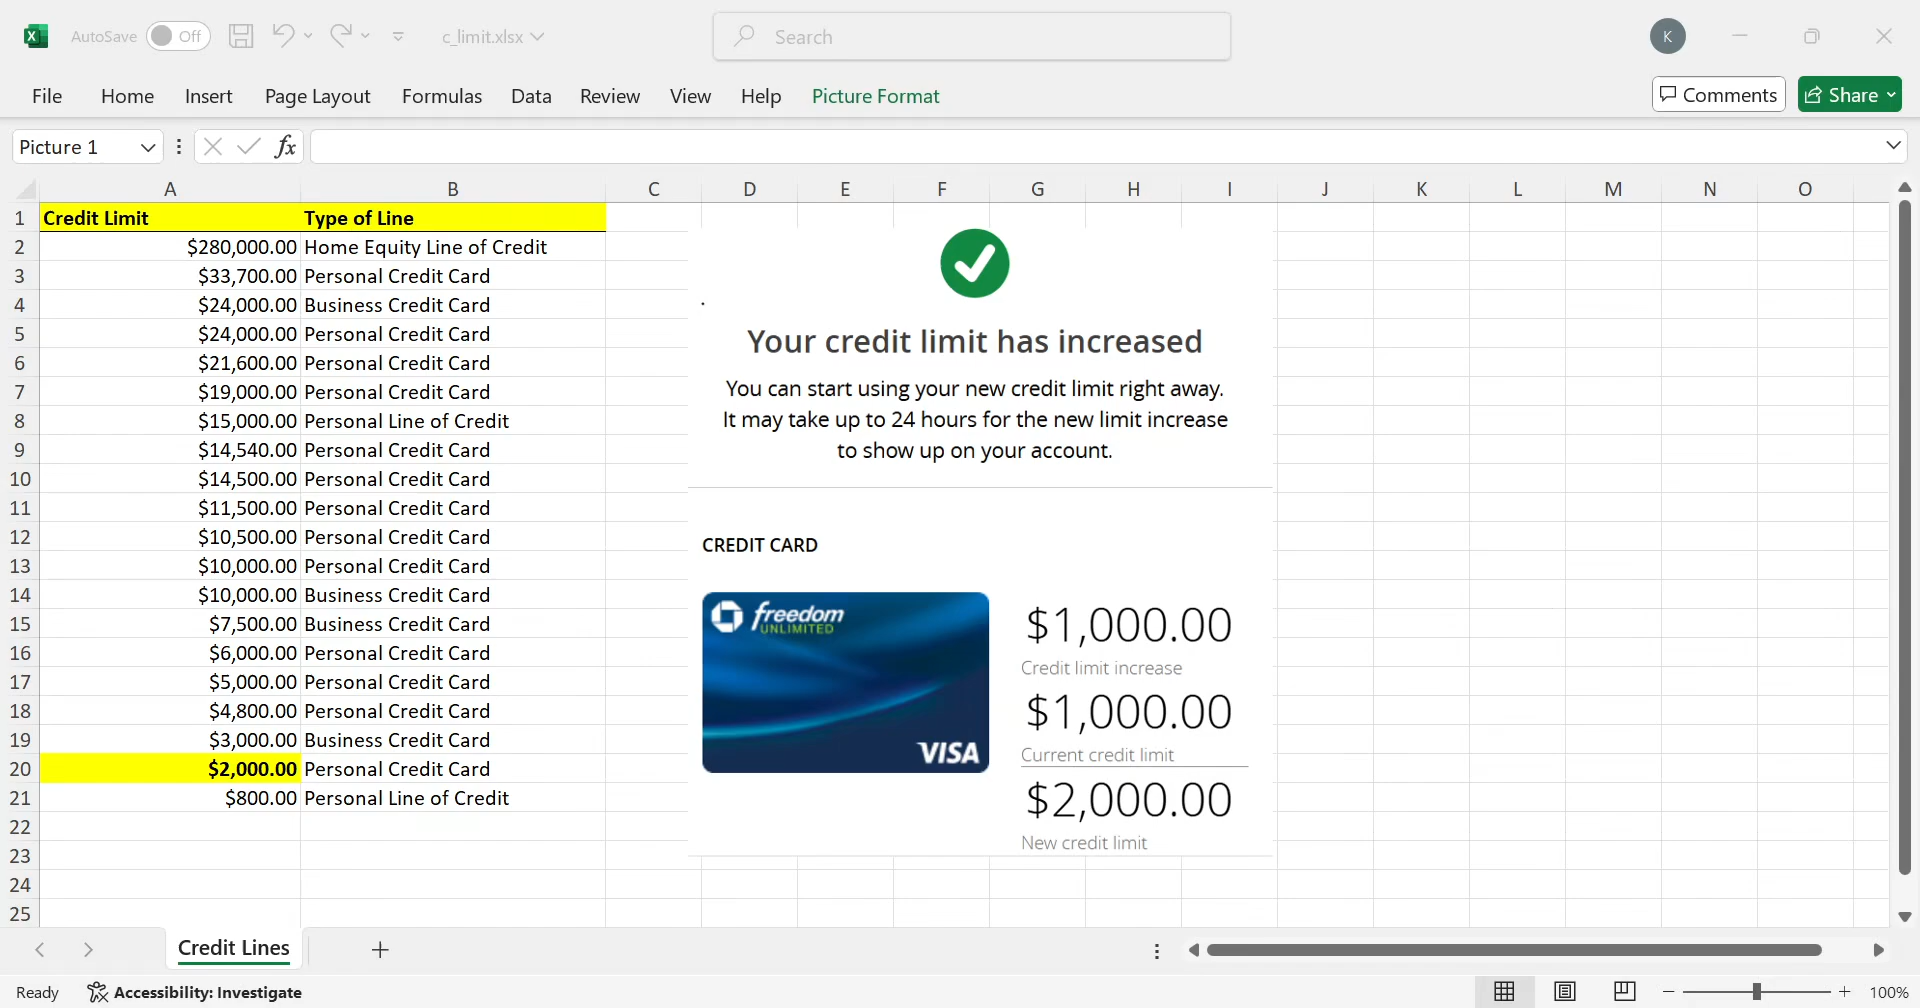 AutoSave Off c_limit.xlsx Search K
File Home Insert Page Layout Formulas Data Review View Help Picture Format Comments Share
Picture 1 fx
A B C D E F G H I J K L M N O
1 Credit Limit Type of Line
2 $280,000.00 Home Equity Line of Credit
3 $33,700.00 Personal Credit Card
4 $24,000.00 Business Credit Card
5 $24,000.00 Personal Credit Card
6 $21,600.00 Personal Credit Card
7 $19,000.00 Personal Credit Card
8 $15,000.00 Personal Line of Credit
9 $14,540.00 Personal Credit Card
10 $14,500.00 Personal Credit Card
11 $11,500.00 Personal Credit Card
12 $10,500.00 Personal Credit Card
13 $10,000.00 Personal Credit Card
14 $10,000.00 Business Credit Card
15 $7,500.00 Business Credit Card
16 $6,000.00 Personal Credit Card
17 $5,000.00 Personal Credit Card
18 $4,800.00 Personal Credit Card
19 $3,000.00 Business Credit Card
20 $2,000.00 Personal Credit Card
21 $800.00 Personal Line of Credit
22
23
24
25
Your credit limit has increased
You can start using your new credit limit right away.
It may take up to 24 hours for the new limit increase
to show up on your account.
CREDIT CARD
freedom
UNLIMITED
VISA
$1,000.00
Credit limit increase
$1,000.00
Current credit limit
$2,000.00
New credit limit
Credit Lines
Ready Accessibility: Investigate 100%